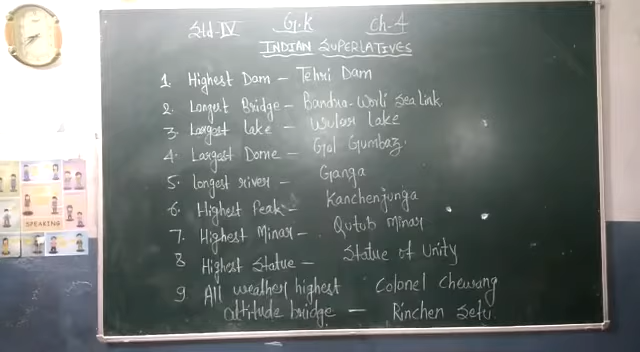 Std-IV G.K Ch-4
INDIAN SUPERLATIVES
1. Highest Dam - Tehri Dam
2. Longest Bridge - Bandra-Worli Sea Link
3. Largest lake - Wular Lake
4. Largest Dome - Gol Gumbaz.
5. longest river - Ganga
6. Highest Peak - Kanchenjunga
7. Highest Minar - Qutub Minar
8 Highest Statue - Statue of Unity
9. All weather highest Colonel Chewang
altitude bridge - Rinchen Setu.
SPEAKING